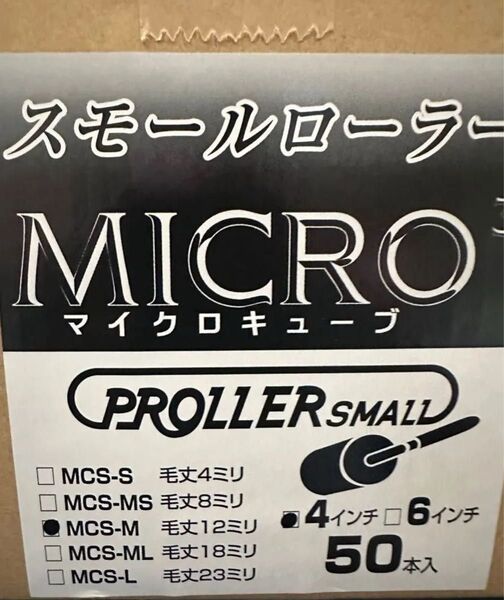 スモールローラー
MICRO
マイクロキューブ
PROLLER SMALL
MCS-S 毛丈4ミリ
MCS-MS 毛丈8ミリ
MCS-M 毛丈12ミリ
MCS-ML 毛丈18ミリ
MCS-L 毛丈23ミリ
4インチ 6インチ
50本入